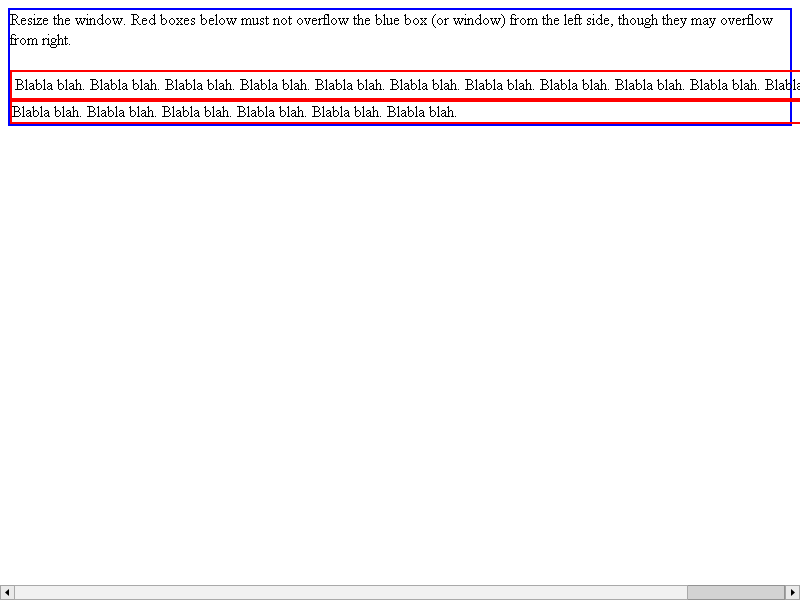 Resize the window. Red boxes below must not overflow the blue box (or window) from the left side, though they may overflow
from right.
Blabla blah. Blabla blah. Blabla blah. Blabla blah. Blabla blah. Blabla blah. Blabla blah. Blabla blah. Blabla blah. Blabla blah. Blabla
Blabla blah. Blabla blah. Blabla blah. Blabla blah. Blabla blah. Blabla blah.